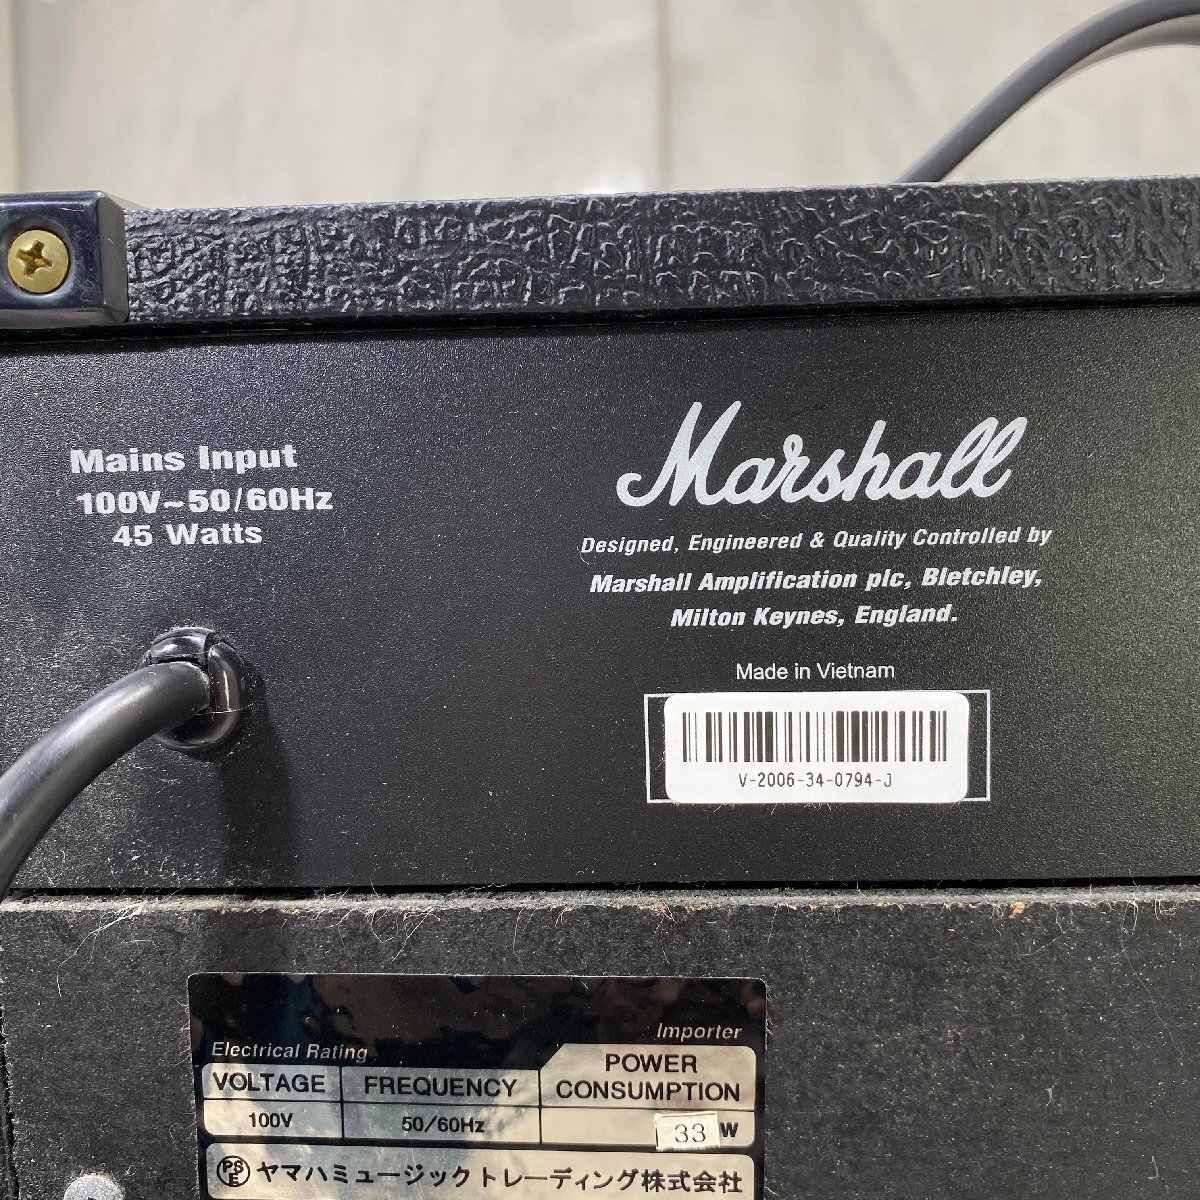 Mains Input
100V~50/60Hz
45 Watts
Marshall
Designed, Engineered & Quality Controlled by
Marshall Amplification plc, Bletchley,
Milton Keynes, England.
Made in Vietnam
V-2006-34-0794-J
Importer
Electrical Rating
VOLTAGE FREQUENCY POWER CONSUMPTION
100V 50/60Hz 33 W
PSE ヤマハミュージックトレーディング株式会社